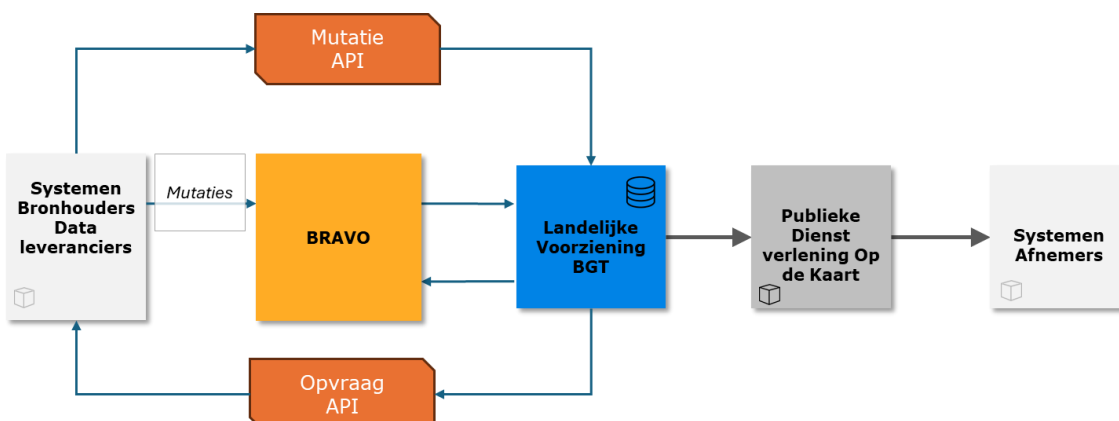 Mutatie
API
Systemen
Bronhouders
Data
leveranciers
Mutaties
BRAVO
Landelijke
Voorziening
BGT
Publieke
Dienst
verlening Op
de Kaart
Systemen
Afnemers
Opvraag
API